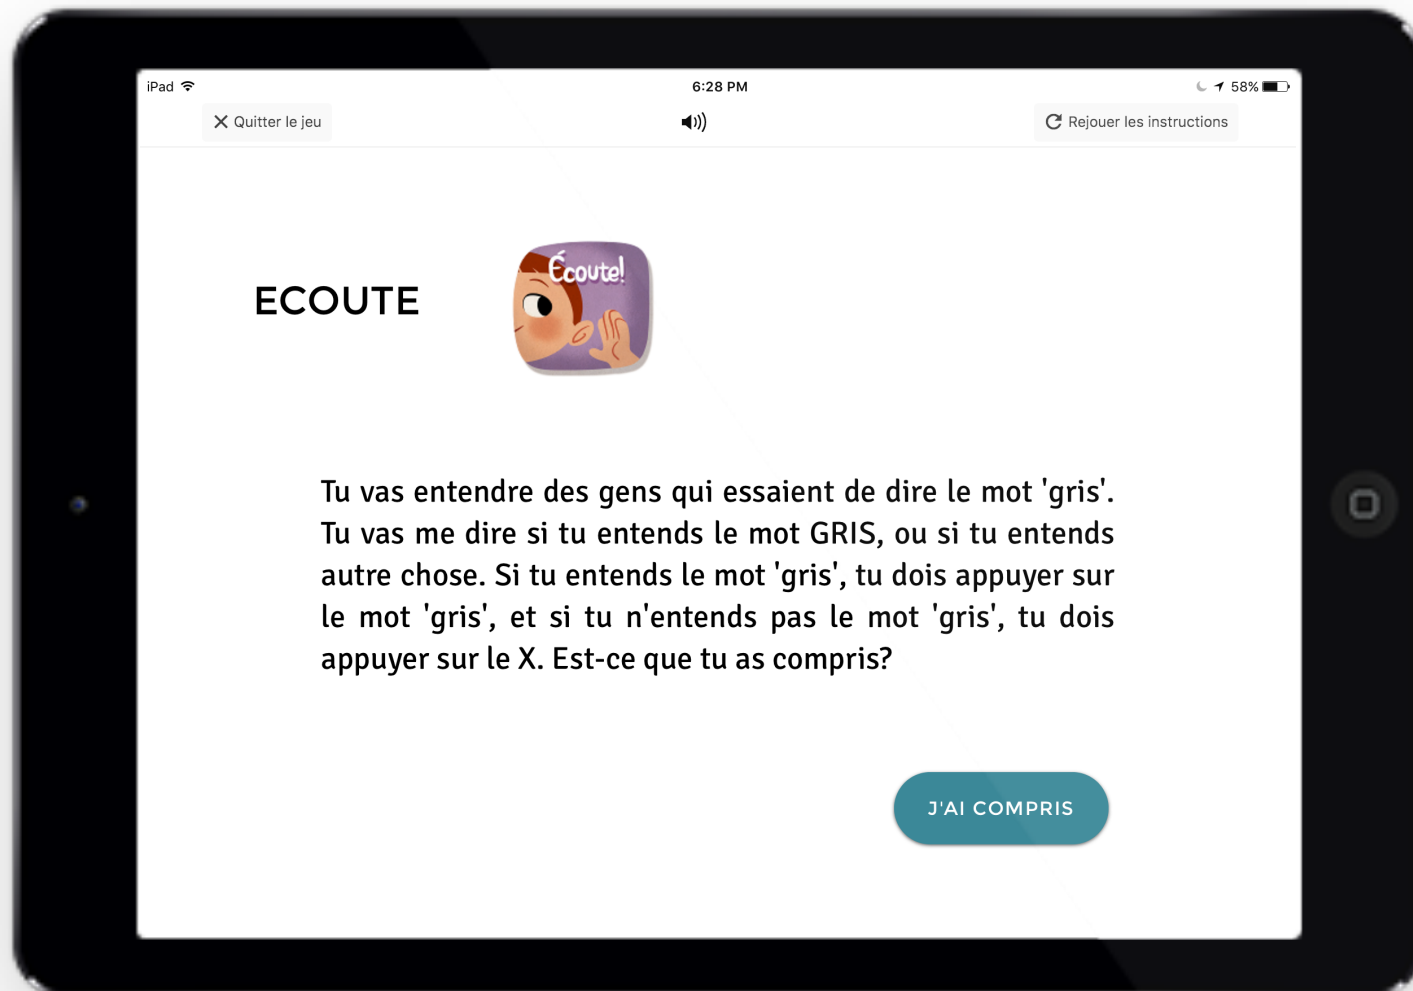 iPad 6:28 PM 58%
Quitter le jeu Rejouer les instructions
Écoute!
ECOUTE
Tu vas entendre des gens qui essaient de dire le mot 'gris'.
Tu vas me dire si tu entends le mot GRIS, ou si tu entends
autre chose. Si tu entends le mot 'gris', tu dois appuyer sur
le mot 'gris', et si tu n'entends pas le mot 'gris', tu dois
appuyer sur le X. Est-ce que tu as compris?
J'AI COMPRIS